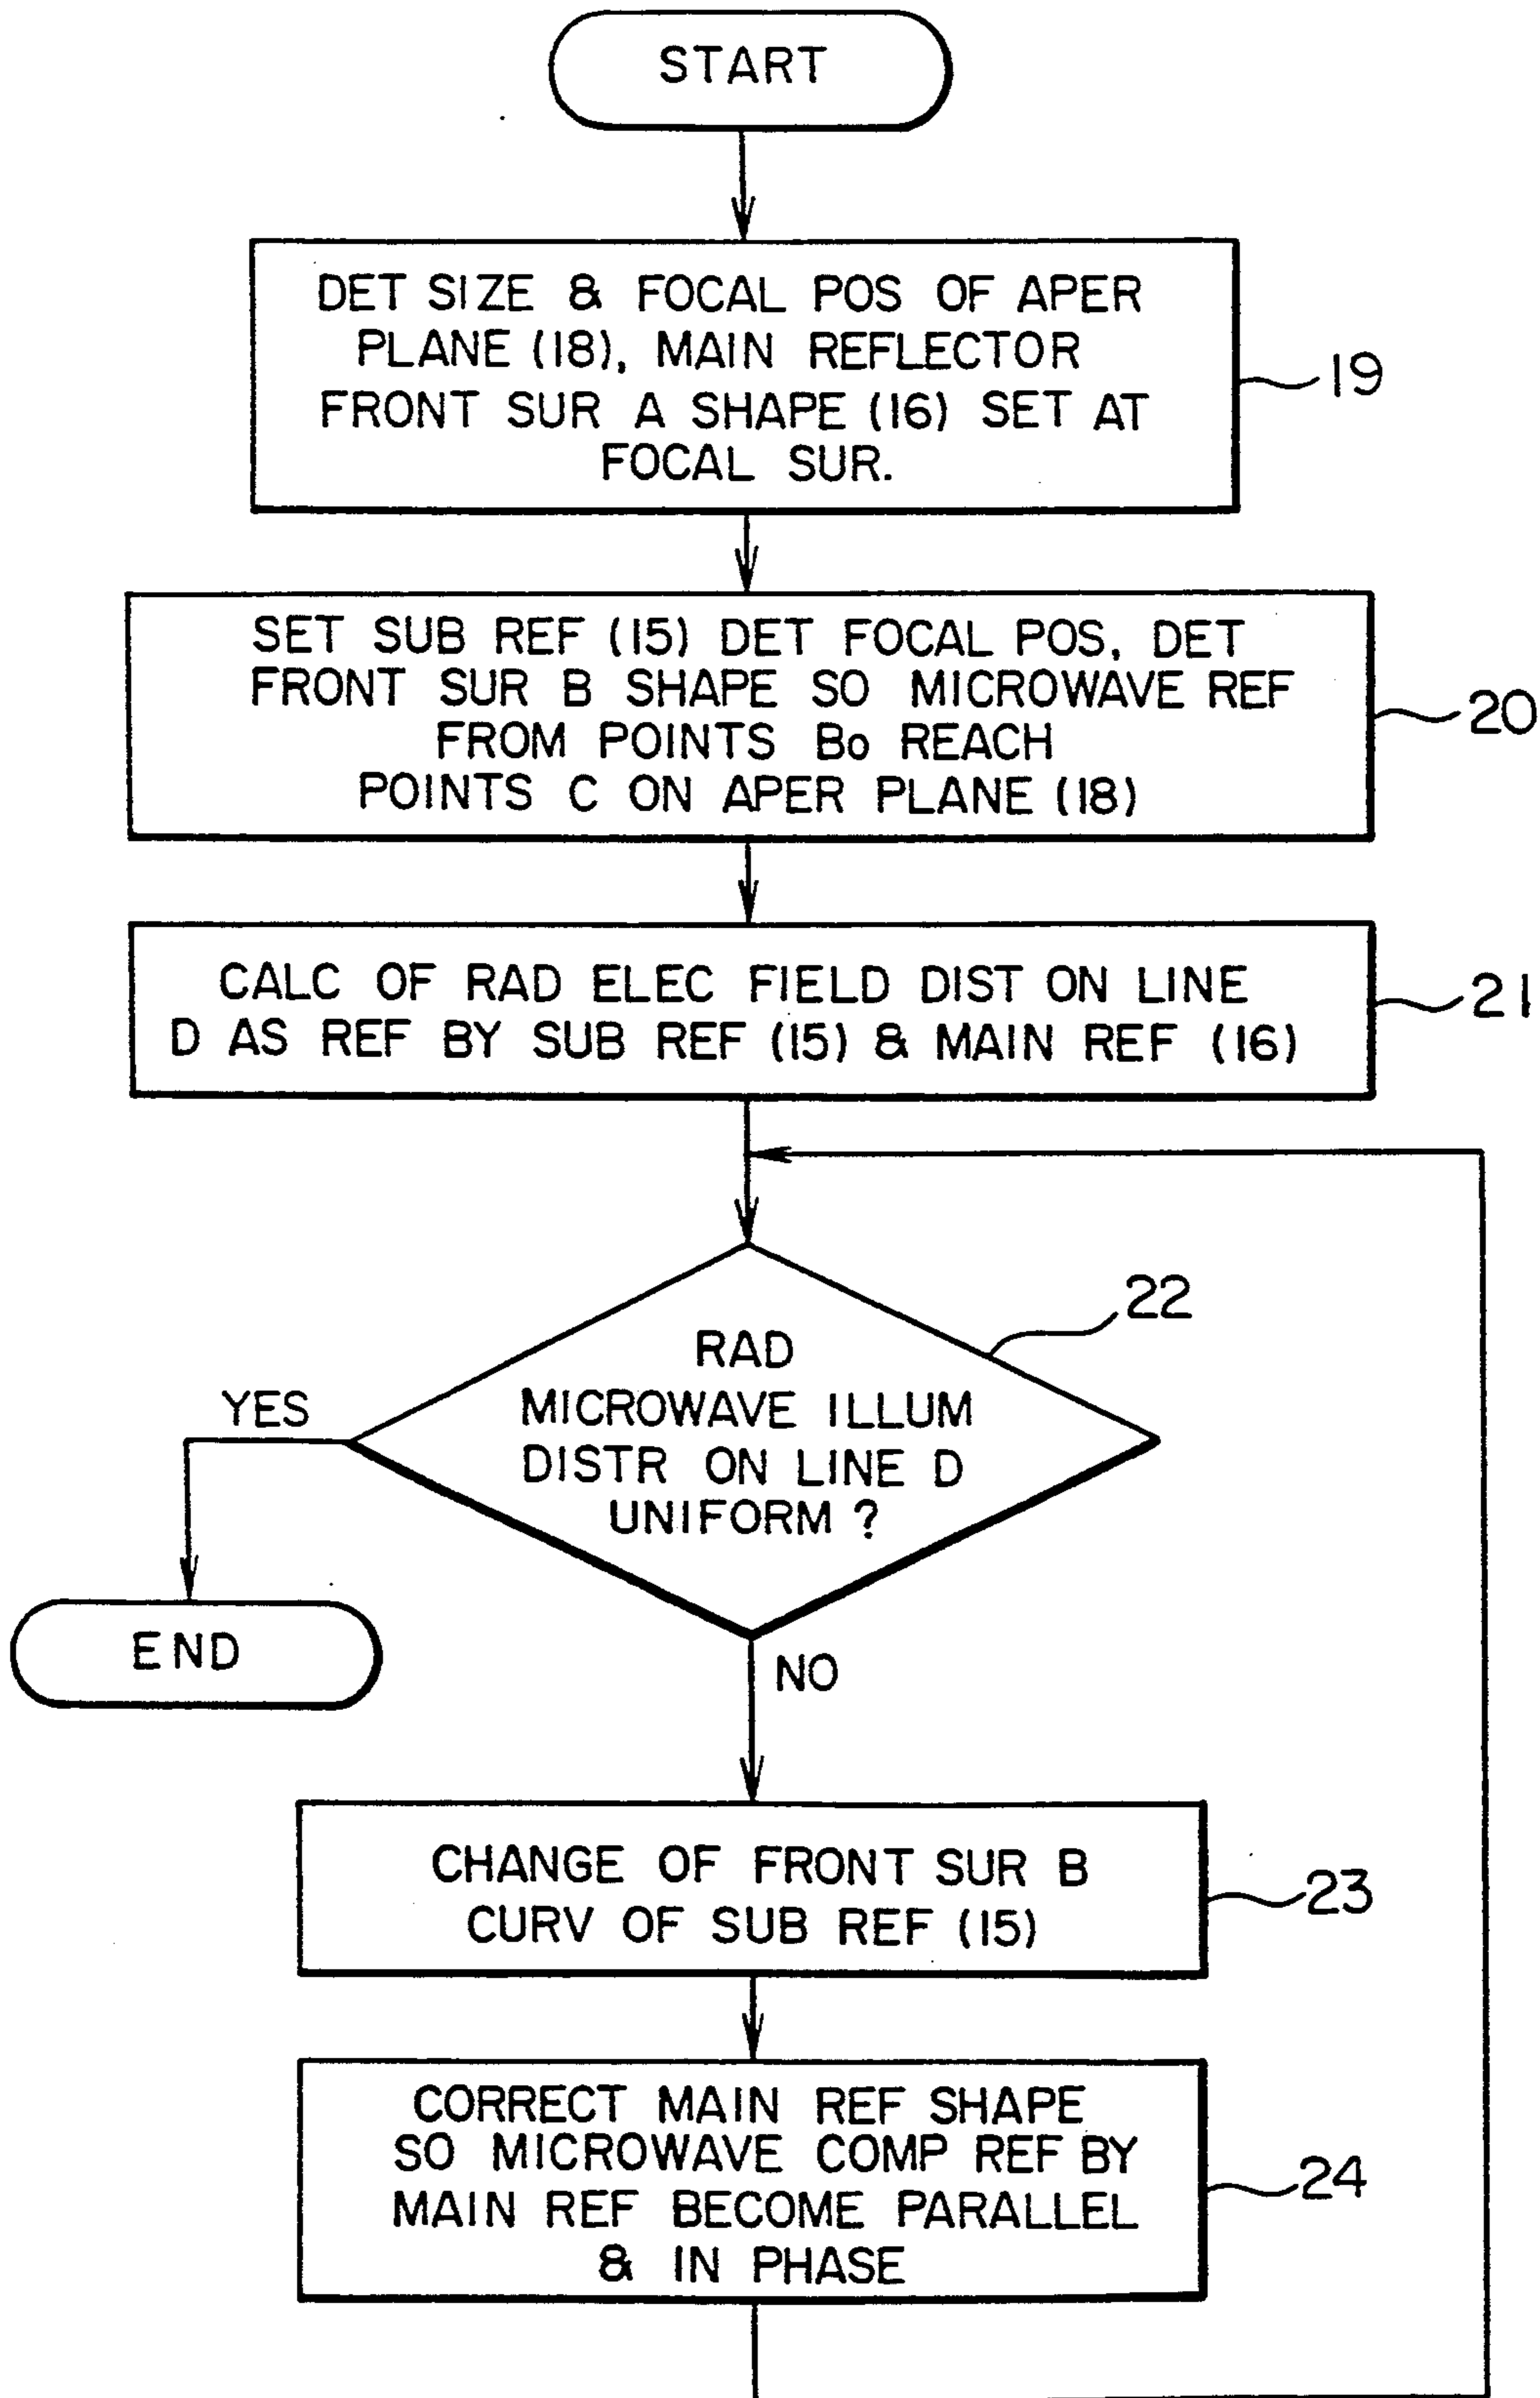 START
DET SIZE & FOCAL POS OF APER
PLANE (18), MAIN REFLECTOR
FRONT SUR A SHAPE (16) SET AT
FOCAL SUR.
19
SET SUB REF (15) DET FOCAL POS, DET
FRONT SUR B SHAPE SO MICROWAVE REF
FROM POINTS Bo REACH
POINTS C ON APER PLANE (18)
20
CALC OF RAD ELEC FIELD DIST ON LINE
D AS REF BY SUB REF (15) & MAIN REF (16)
21
22
RAD
MICROWAVE ILLUM
DISTR ON LINE D
UNIFORM ?
YES
END
NO
CHANGE OF FRONT SUR B
CURV OF SUB REF (15)
23
CORRECT MAIN REF SHAPE
SO MICROWAVE COMP REF BY
MAIN REF BECOME PARALLEL
& IN PHASE
24